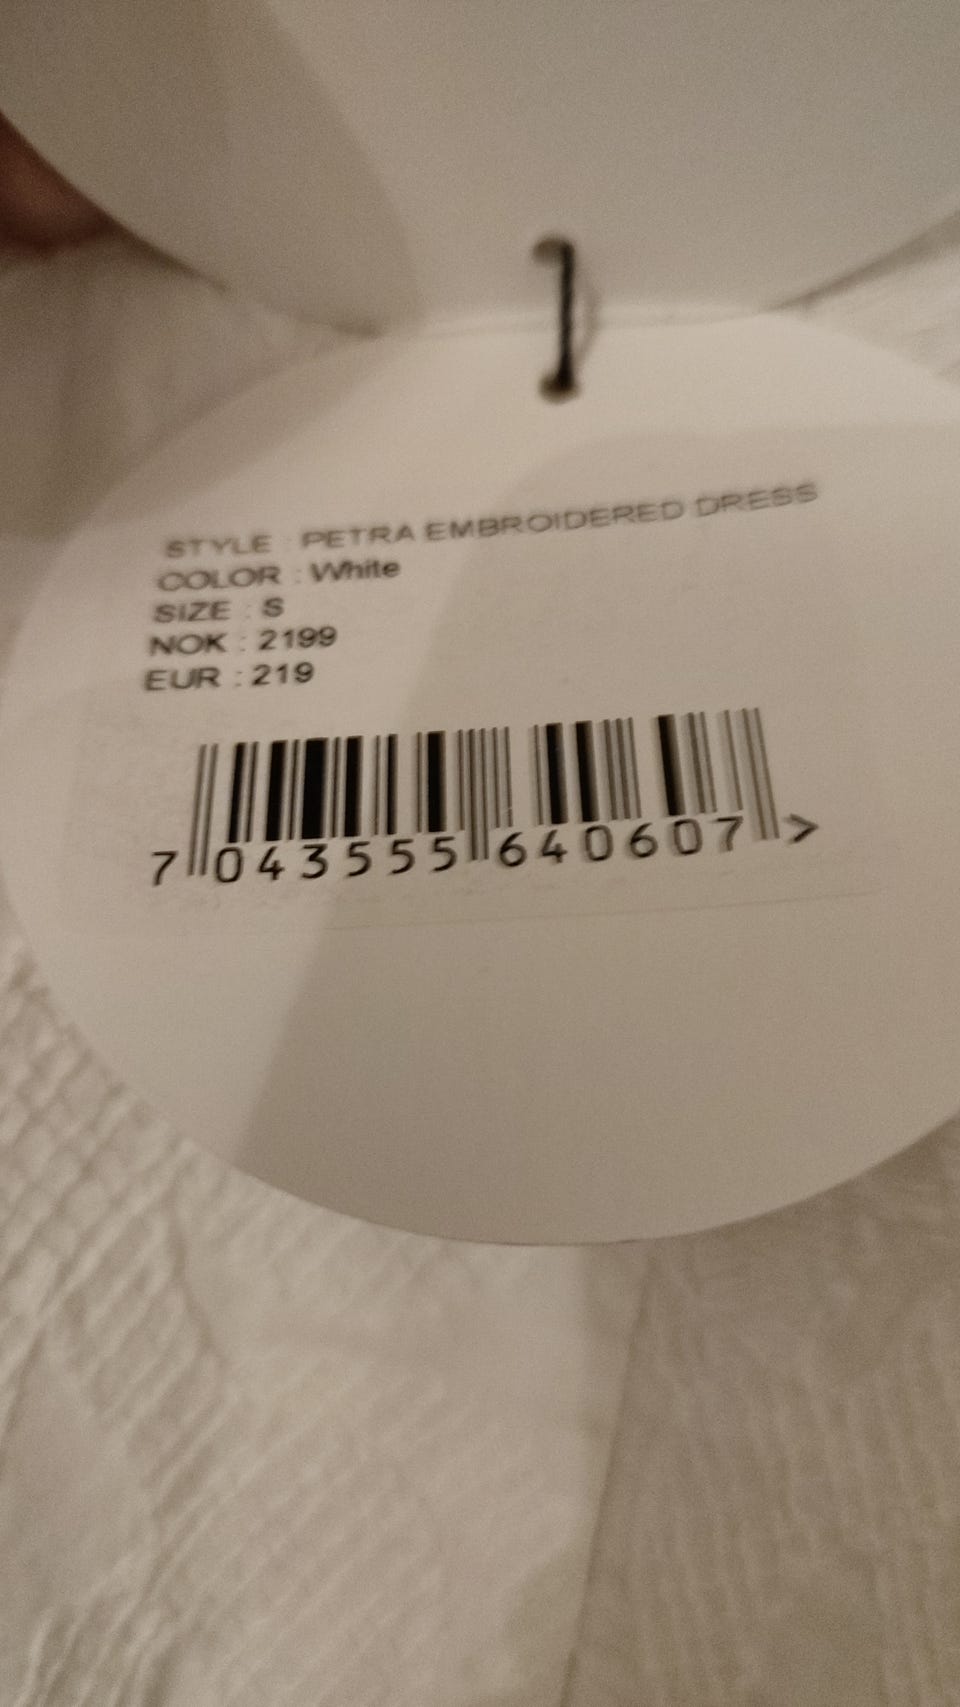 STYLE : PETRA EMBROIDERED DRESS
COLOR : White
SIZE : S
NOK : 2199
EUR : 219
7 043555 640607 >